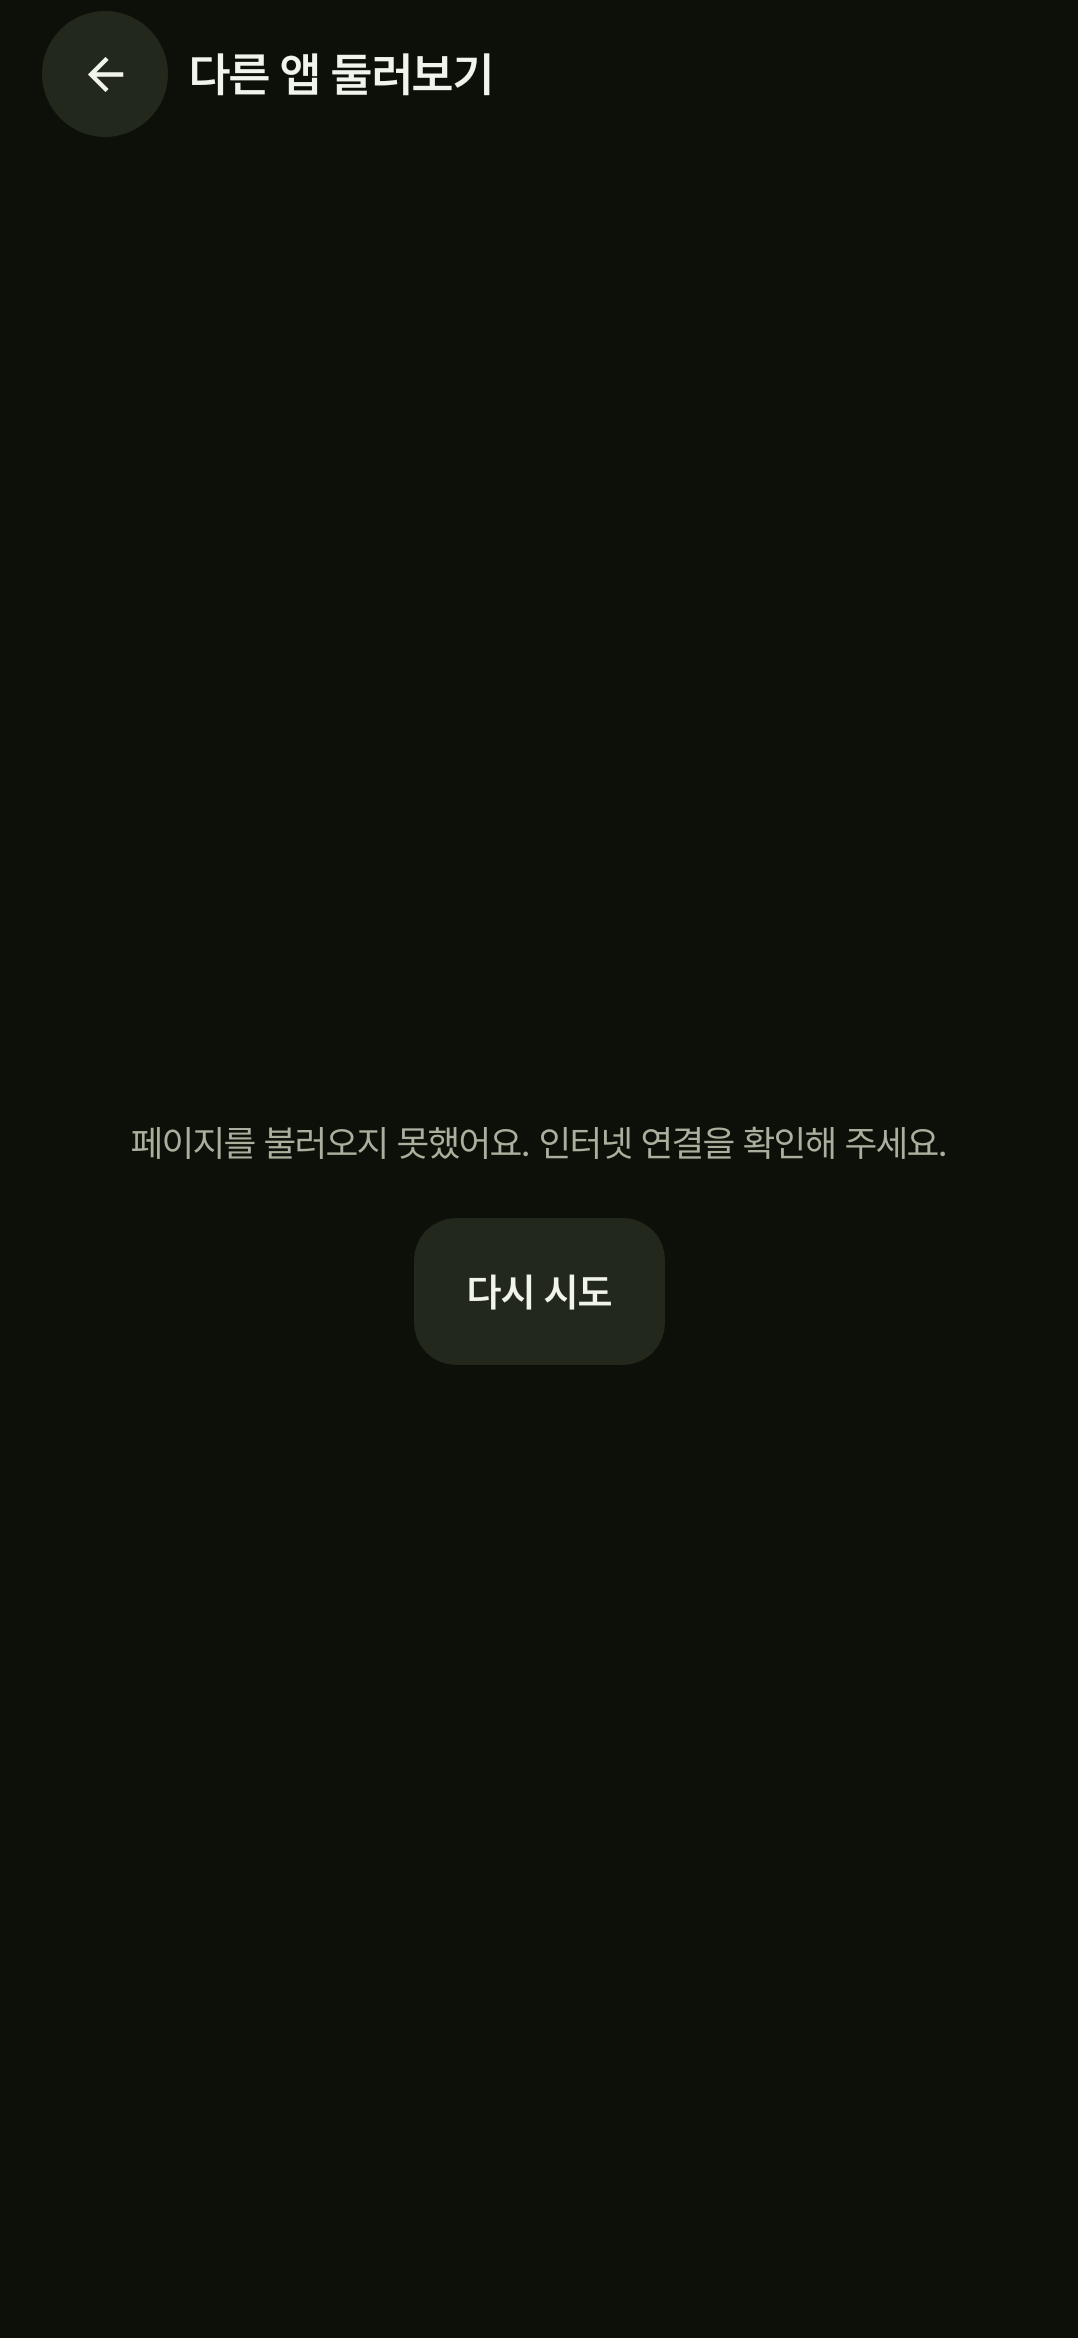 다른 앱 둘러보기
페이지를 불러오지 못했어요. 인터넷 연결을 확인해 주세요.
다시 시도